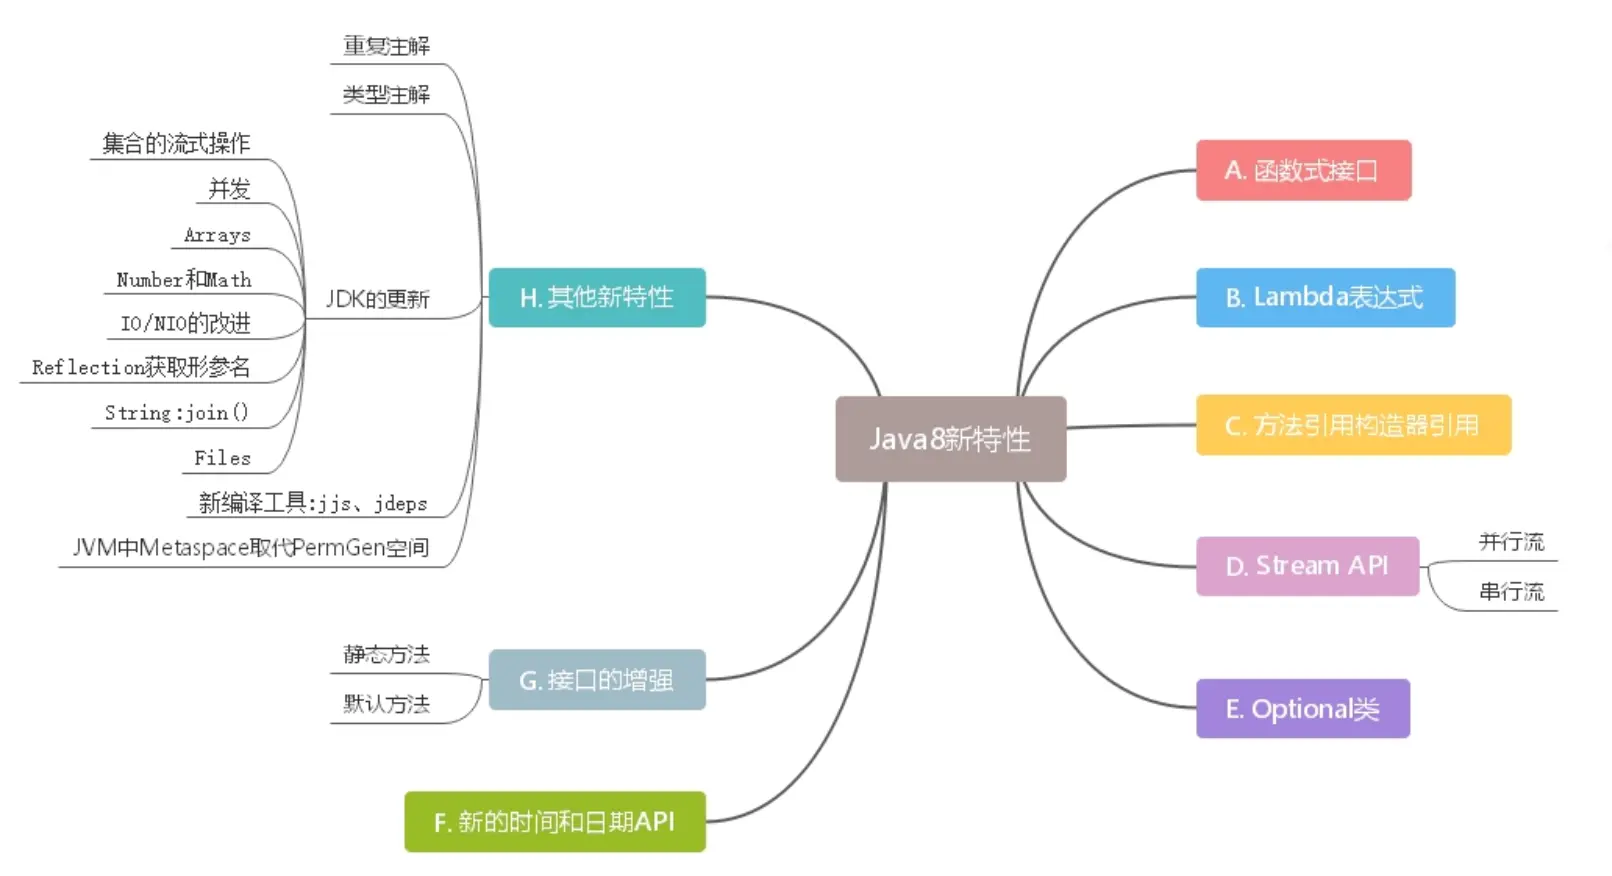 Java8新特性
A. 函数式接口
B. Lambda表达式
C. 方法引用构造器引用
D. Stream API
并行流
串行流
E. Optional类
F. 新的时间和日期API
G. 接口的增强
静态方法
默认方法
H. 其他新特性
重复注解
类型注解
JDK的更新
集合的流式操作
并发
Arrays
Number和Math
IO/NIO的改进
Reflection获取形参名
String:join()
Files
新编译工具:jjs、jdeps
JVM中Metaspace取代PermGen空间